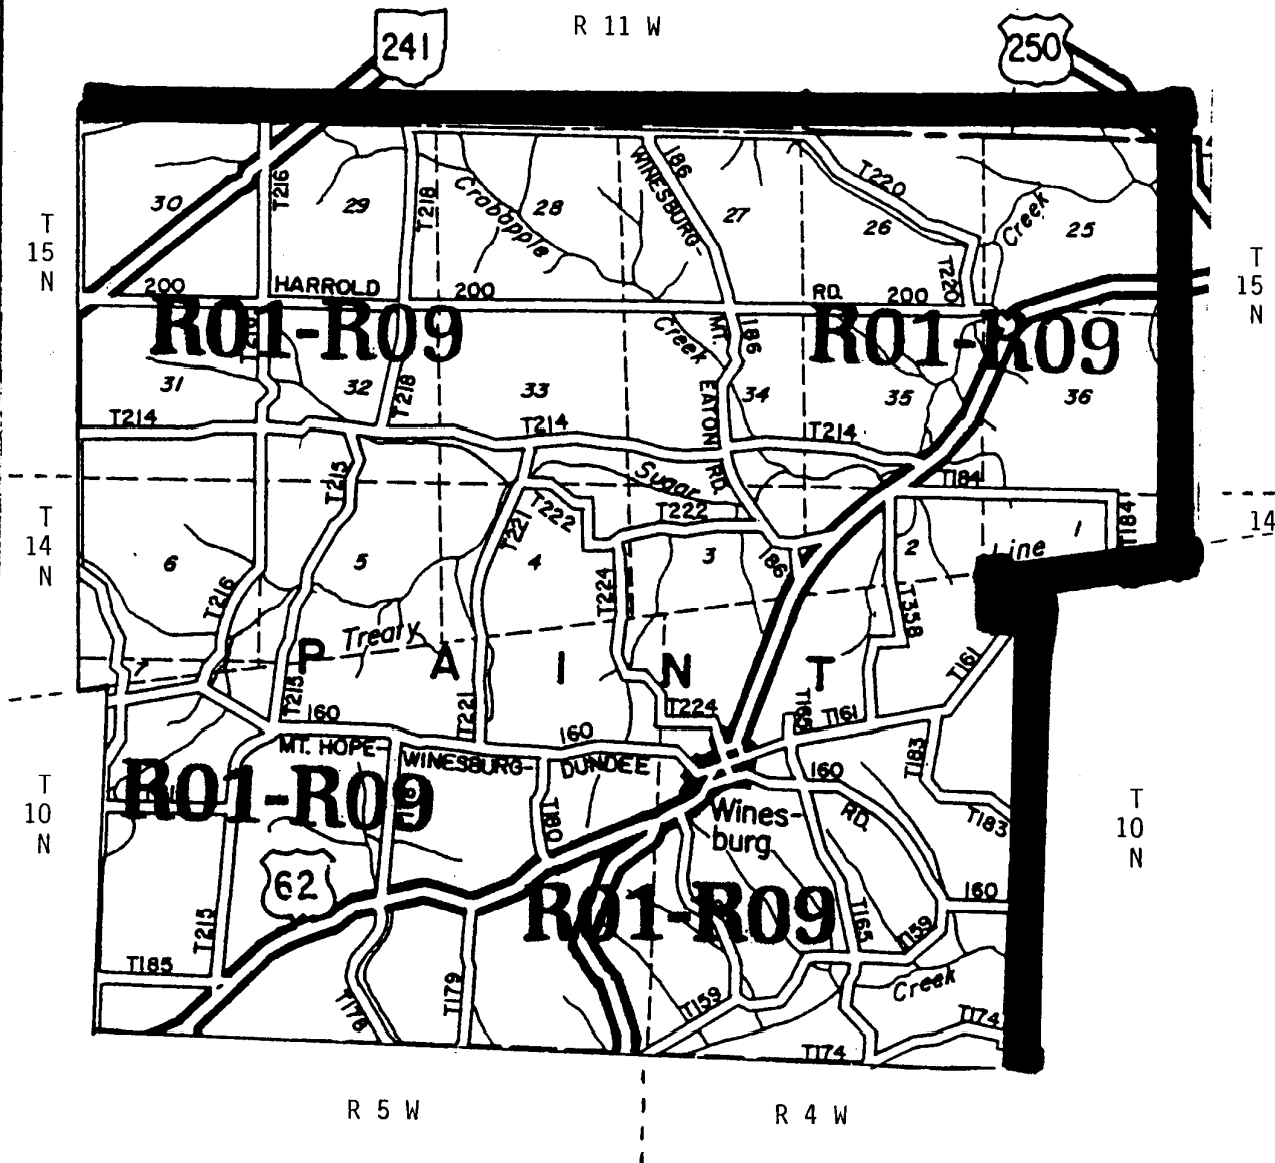 R 11 W
241
250
186
T220
T216
WINESBURG-
Crabapple
T218
30
29
28
27
26
Creek
25
T
15
N
T
15
N
T220
200
HARROLD
200
RD.
200
R01-R09
R01-R09
Creek
MT.
186
31
32
33
34
35
36
T218
EATON RD.
T214
T214
T214
T215
Sugar
T184
T222
T222
T221
T184
T
14
N
14
6
5
4
3
2
1
186
Line
T216
T224
T358
Treaty
P A I N T
7
T161
T215
T221
T224
T165
T161
160
160
T183
MT. HOPE-
WINESBURG-
DUNDEE
160
R01-R09
T
10
N
T
10
N
T180
Wines-
burg
RD.
T183
62
R01-R09
160
T215
T165
T159
T185
T178
T179
T159
Creek
T174
T174
R 5 W
R 4 W